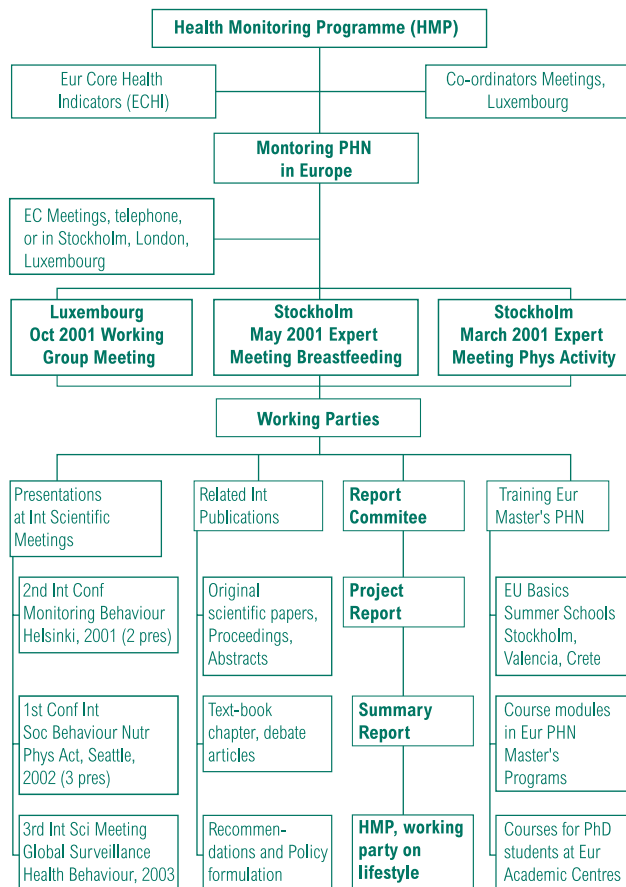 Health Monitoring Programme (HMP)
Eur Core Health
Indicators (ECHI)
Co-ordinators Meetings,
Luxembourg
Montoring PHN
in Europe
EC Meetings, telephone,
or in Stockholm, London,
Luxembourg
Luxembourg
Oct 2001 Working
Group Meeting
Stockholm
May 2001 Expert
Meeting Breastfeeding
Stockholm
March 2001 Expert
Meeting Phys Activity
Working Parties
Presentations
at Int Scientific
Meetings
2nd Int Conf
Monitoring Behaviour
Helsinki, 2001 (2 pres)
1st Conf Int
Soc Behaviour Nutr
Phys Act, Seattle,
2002 (3 pres)
3rd Int Sci Meeting
Global Surveillance
Health Behaviour, 2003
Related Int
Publications
Original
scientific papers,
Proceedings,
Abstracts
Text-book
chapter, debate
articles
Recommen-
dations and Policy
formulation
Report
Commitee
Project
Report
Summary
Report
HMP, working
party on
lifestyle
Training Eur
Master's PHN
EU Basics
Summer Schools
Stockholm,
Valencia, Crete
Course modules
in Eur PHN
Master's
Programs
Courses for PhD
students at Eur
Academic Centres